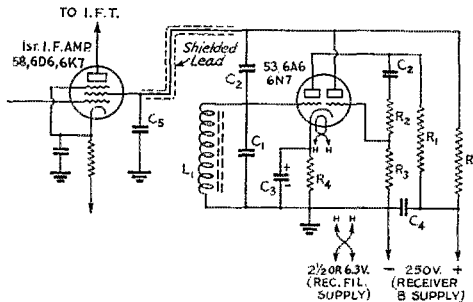 TO I.F.T.
1ST. I.F. AMP.
58, 6D6, 6K7
Shielded
Lead
53, 6A6
6N7
C2
C2
C5
C1
L1
C3
+
-
R4
H H
R2
R3
R1
R
C4
H H
2½ OR 6.3V.
(REC. FIL.
SUPPLY)
- 250V. +
(RECEIVER
B SUPPLY)